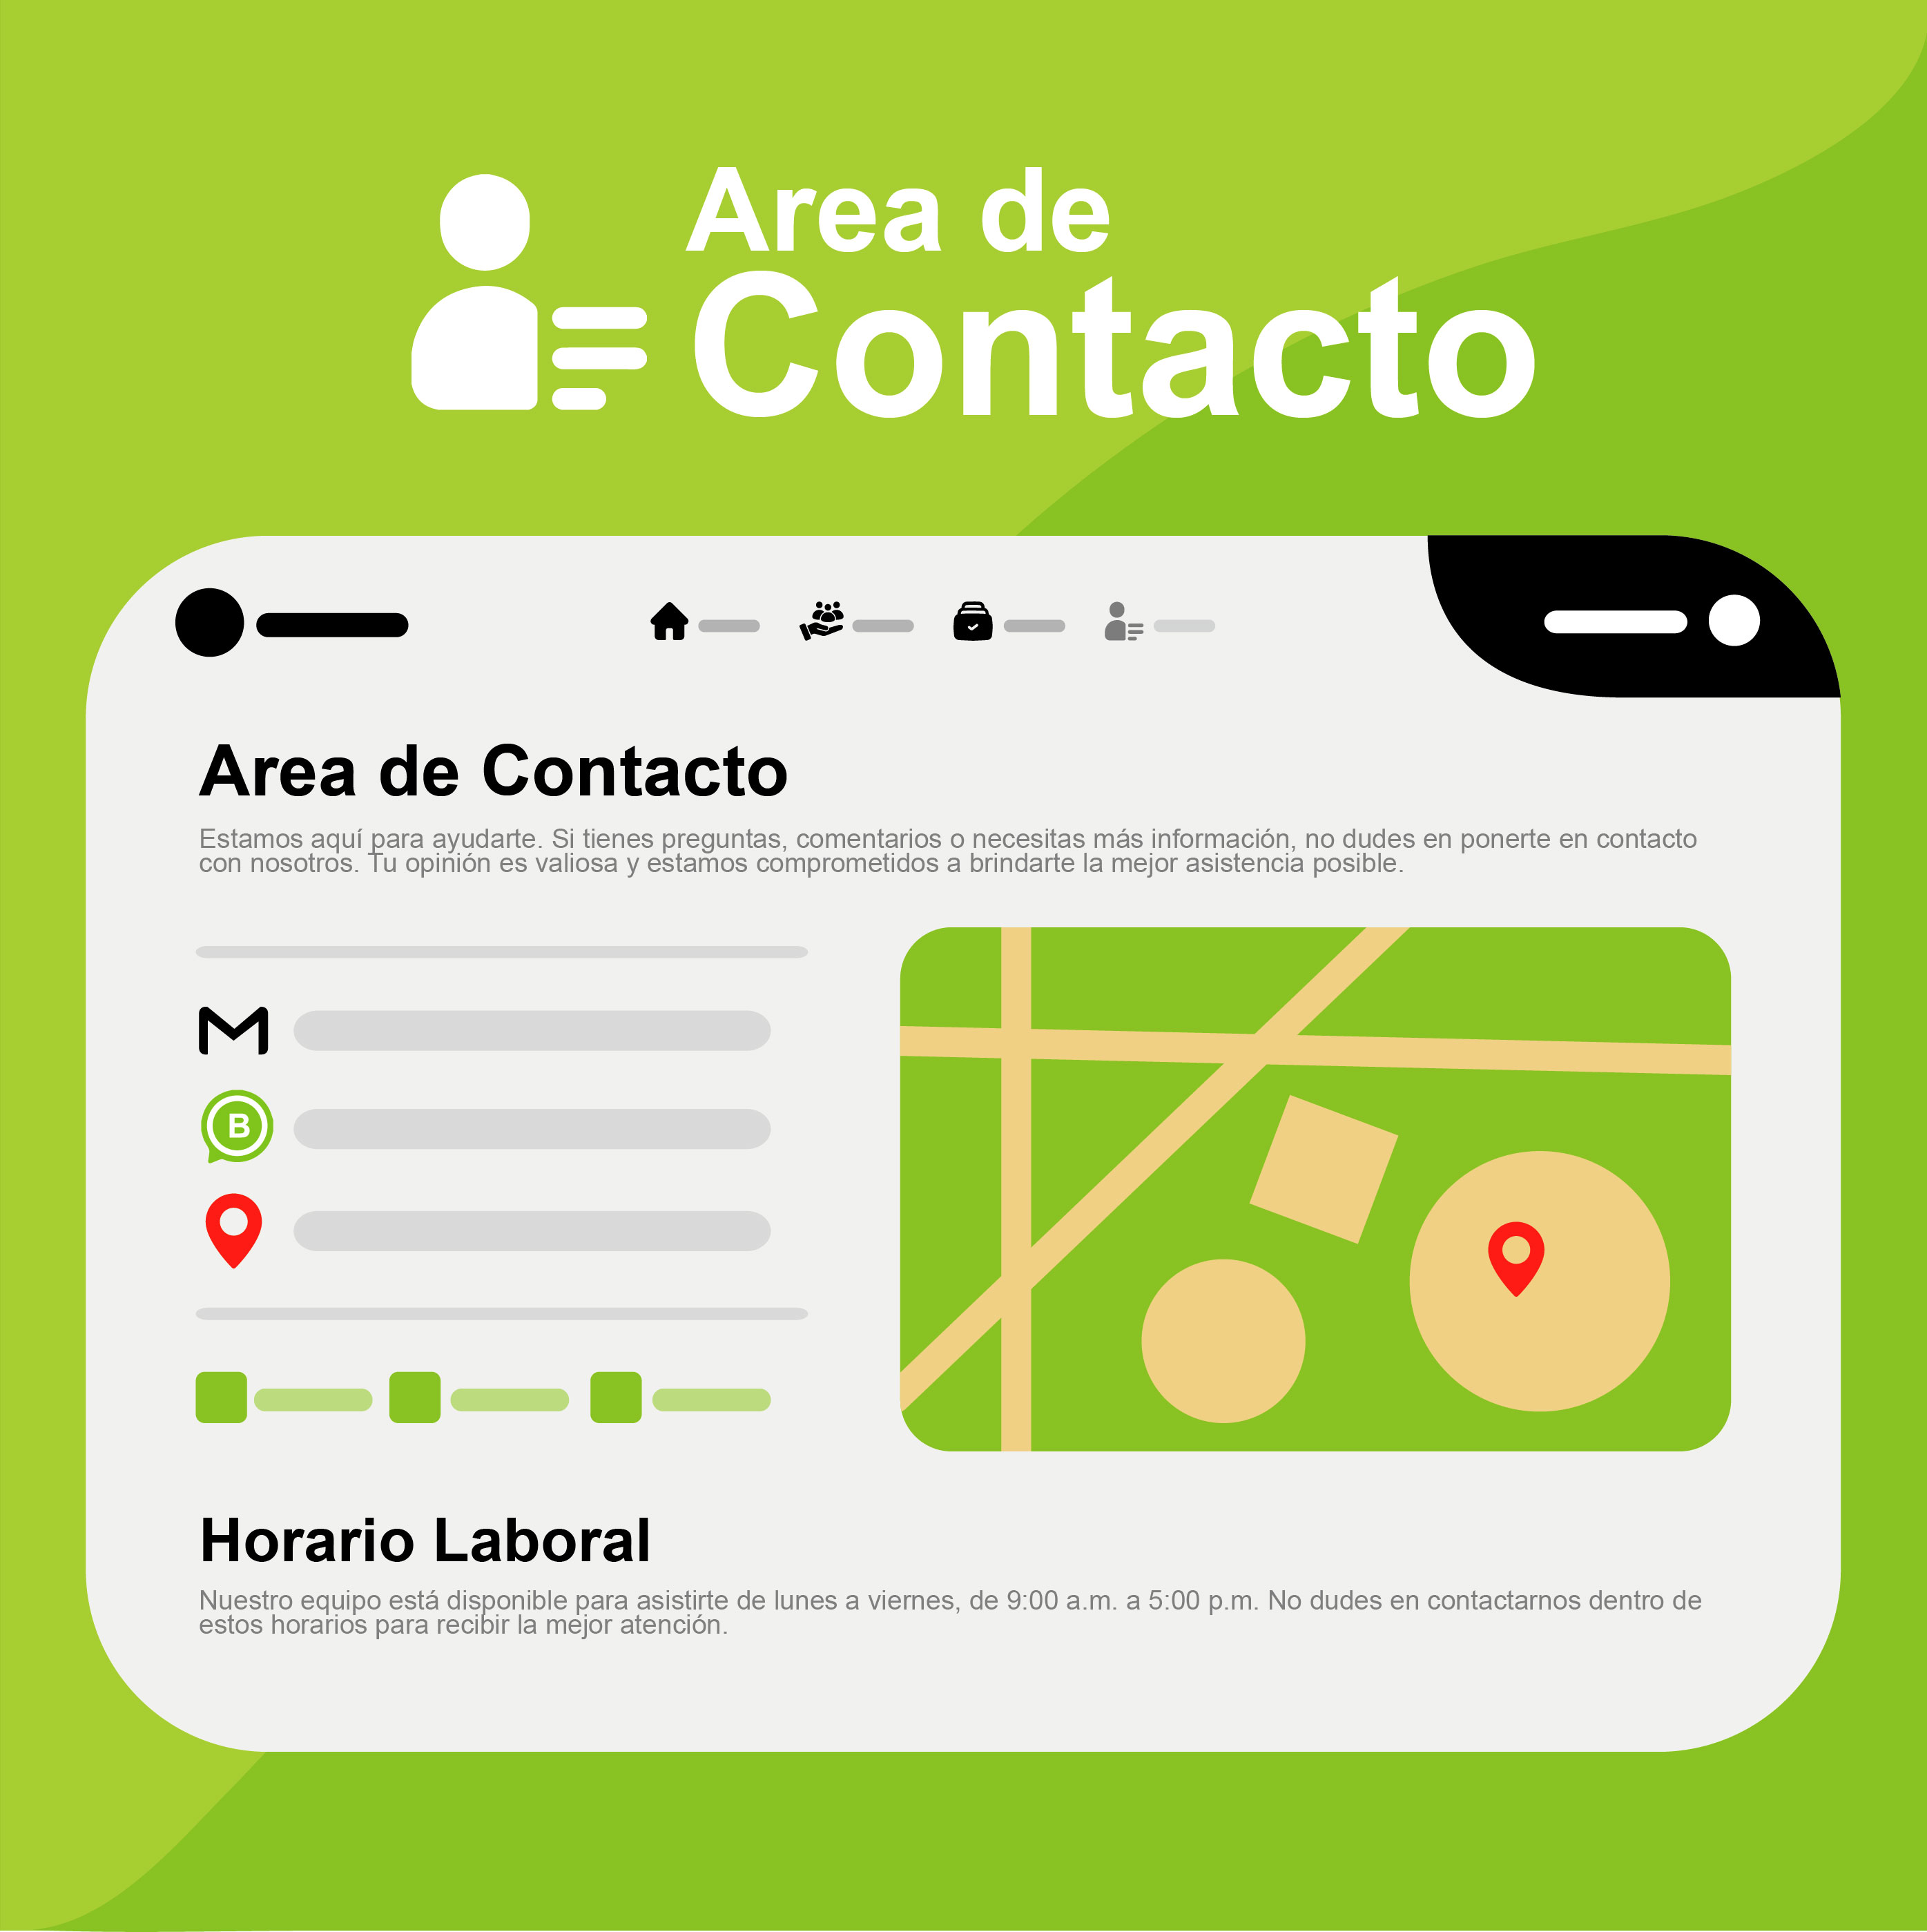 Area de
Contacto
Area de Contacto
Estamos aquí para ayudarte. Si tienes preguntas, comentarios o necesitas más información, no dudes en ponerte en contacto
con nosotros. Tu opinión es valiosa y estamos comprometidos a brindarte la mejor asistencia posible.
B
Horario Laboral
Nuestro equipo está disponible para asistirte de lunes a viernes, de 9:00 a.m. a 5:00 p.m. No dudes en contactarnos dentro de
estos horarios para recibir la mejor atención.